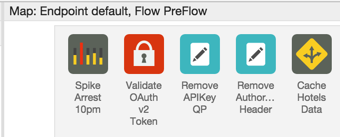 Map: Endpoint default, Flow PreFlow
Spike
Arrest
10pm
Validate
OAuth
v2
Token
Remove
APIKey
QP
Remove
Author...
Header
Cache
Hotels
Data